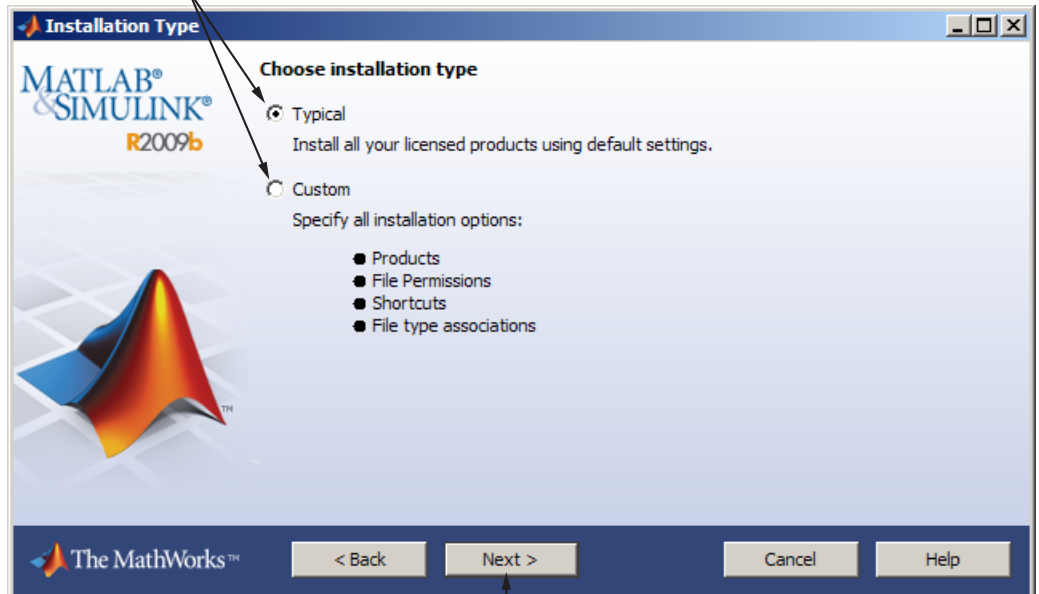 Installation Type
MATLAB®
&SIMULINK®
R2009b
Choose installation type
Typical
Install all your licensed products using default settings.
Custom
Specify all installation options:
Products
File Permissions
Shortcuts
File type associations
TM
The MathWorks™
< Back
Next >
Cancel
Help